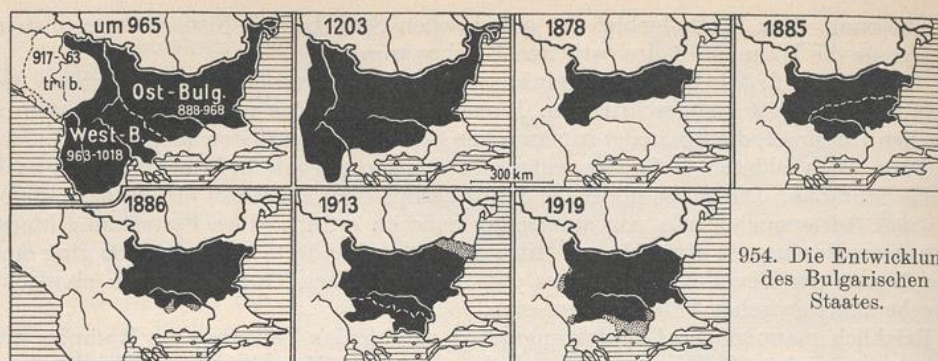 um 965
917-63
trib.
Ost-Bulg.
888-968
West-B.
963-1018
1203
300 km
1878
1885
1886
1913
1919
954. Die Entwicklun
des Bulgarischen
Staates.